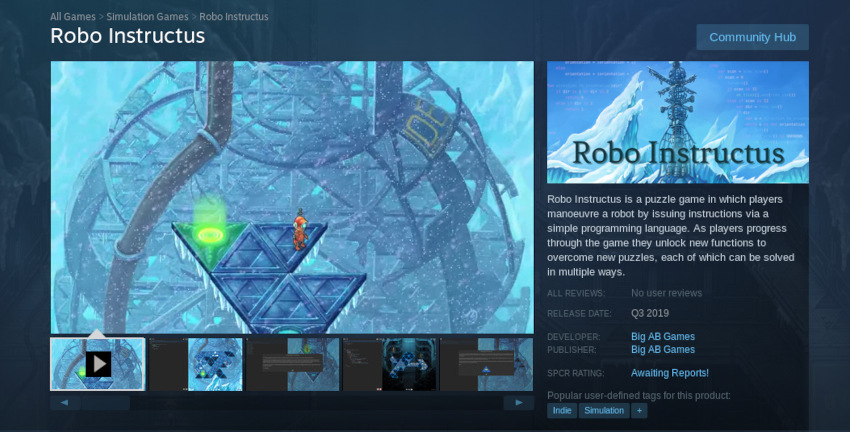 All Games > Simulation Games > Robo Instructus
Robo Instructus
Community Hub
Robo Instructus
Robo Instructus is a puzzle game in which players
manoeuvre a robot by issuing instructions via a
simple programming language. As players progress
through the game they unlock new functions to
overcome new puzzles, each of which can be solved
in multiple ways.
ALL REVIEWS: No user reviews
RELEASE DATE: Q3 2019
DEVELOPER: Big AB Games
PUBLISHER: Big AB Games
SPCR RATING: Awaiting Reports!
Popular user-defined tags for this product:
Indie Simulation +